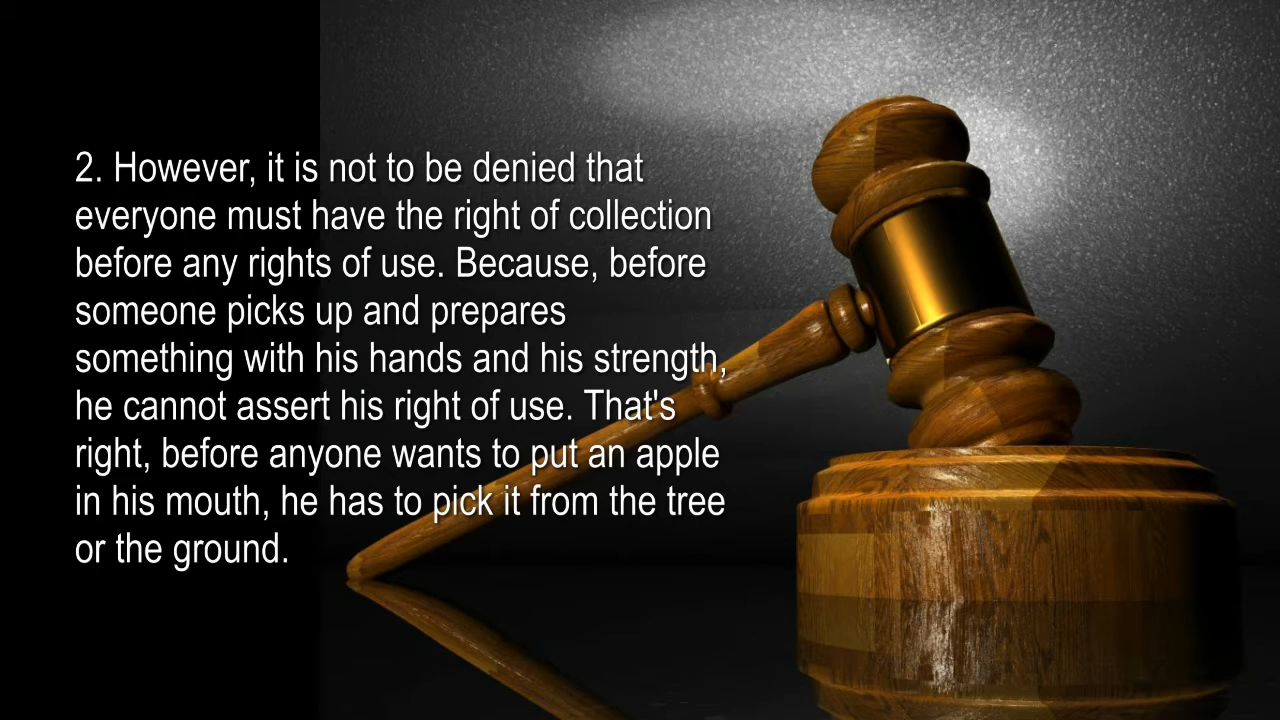 2. However, it is not to be denied that
everyone must have the right of collection
before any rights of use. Because, before
someone picks up and prepares
something with his hands and his strength,
he cannot assert his right of use. That's
right, before anyone wants to put an apple
in his mouth, he has to pick it from the tree
or the ground.